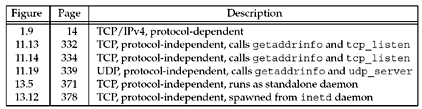 Figure Page Description
1.9 14 TCP/IPv4, protocol-dependent
11.13 332 TCP, protocol-independent, calls getaddrinfo and tcp_listen
11.14 334 TCP, protocol-independent, calls getaddrinfo and tcp_listen
11.19 339 UDP, protocol-independent, calls getaddrinfo and udp_server
13.5 371 TCP, protocol-independent, runs as standalone daemon
13.12 378 TCP, protocol-independent, spawned from inetd daemon